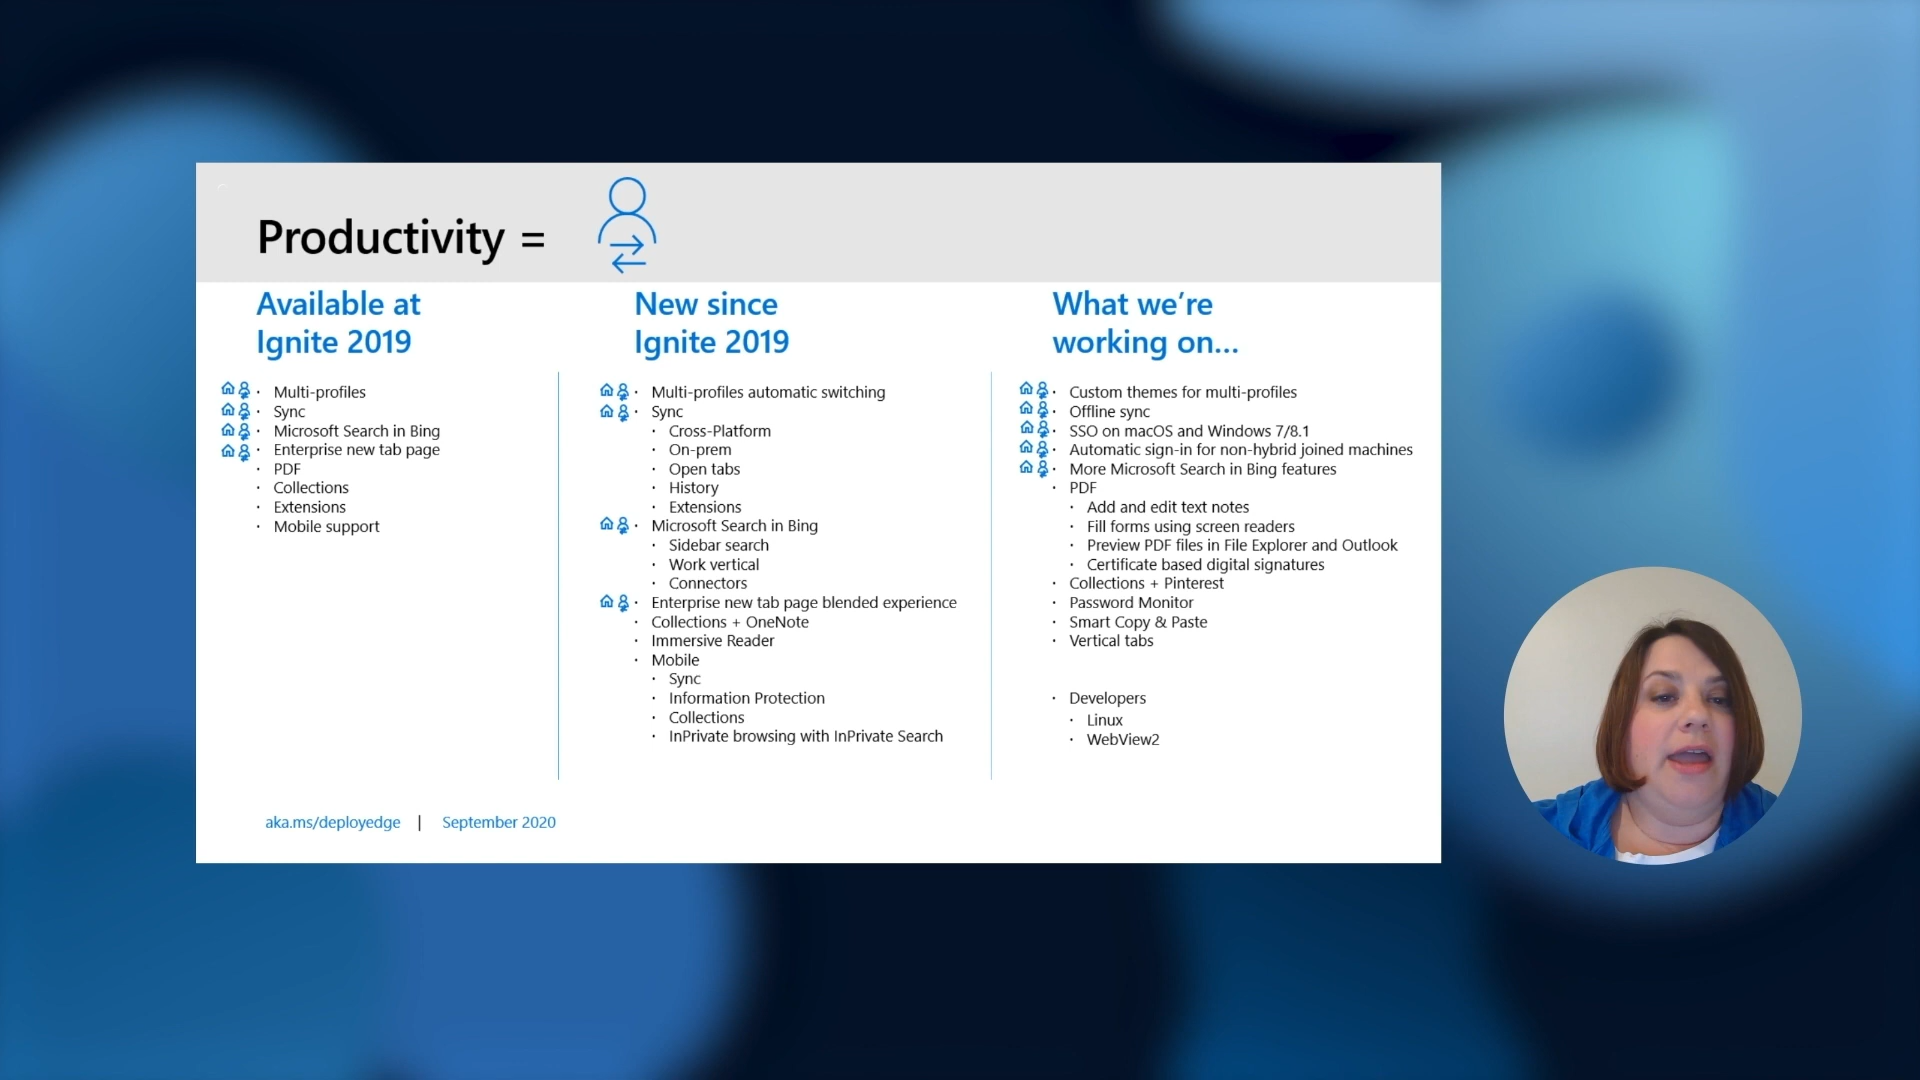 Productivity =
Available at
Ignite 2019
· Multi-profiles
· Sync
· Microsoft Search in Bing
· Enterprise new tab page
· PDF
· Collections
· Extensions
· Mobile support
New since
Ignite 2019
· Multi-profiles automatic switching
· Sync
· Cross-Platform
· On-prem
· Open tabs
· History
· Extensions
· Microsoft Search in Bing
· Sidebar search
· Work vertical
· Connectors
· Enterprise new tab page blended experience
· Collections + OneNote
· Immersive Reader
· Mobile
· Sync
· Information Protection
· Collections
· InPrivate browsing with InPrivate Search
What we’re
working on...
· Custom themes for multi-profiles
· Offline sync
· SSO on macOS and Windows 7/8.1
· Automatic sign-in for non-hybrid joined machines
· More Microsoft Search in Bing features
· PDF
· Add and edit text notes
· Fill forms using screen readers
· Preview PDF files in File Explorer and Outlook
· Certificate based digital signatures
· Collections + Pinterest
· Password Monitor
· Smart Copy & Paste
· Vertical tabs
· Developers
· Linux
· WebView2
aka.ms/deployedge | September 2020